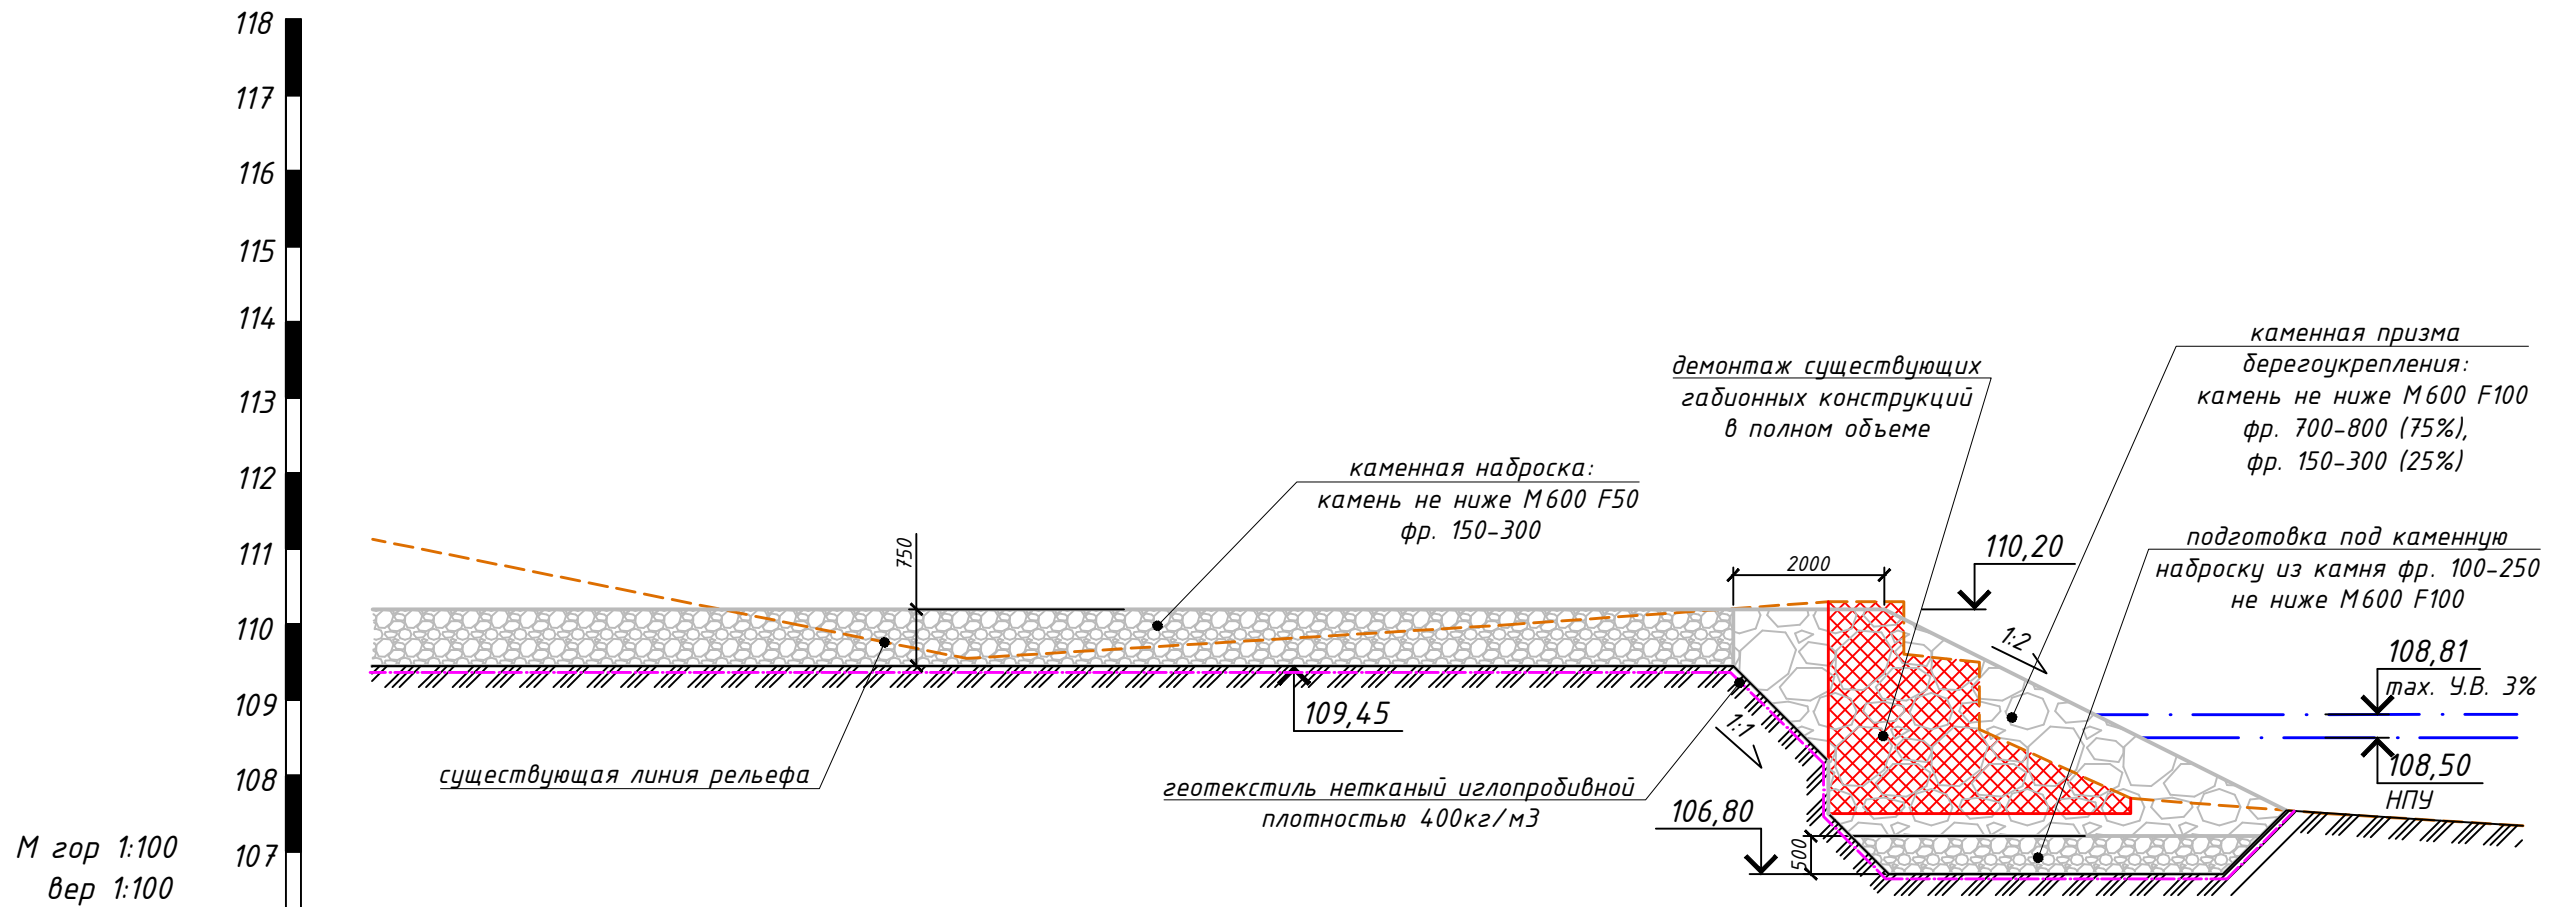 118
117
116
115
114
113
112
111
110
109
108
107
М гор 1:100
вер 1:100
750
существующая линия рельефа
каменная наброска:
камень не ниже М600 F50
фр. 150-300
109,45
геотекстиль нетканый иглопробивной
плотностью 400кг/м3
демонтаж существующих
габионных конструкций
в полном объеме
2000
110,20
1:1
1:2
106,80
500
каменная призма
берегоукрепления:
камень не ниже М600 F100
фр. 700-800 (75%),
фр. 150-300 (25%)
подготовка под каменную
наброску из камня фр. 100-250
не ниже М600 F100
108,81
max. У.В. 3%
108,50
НПУ